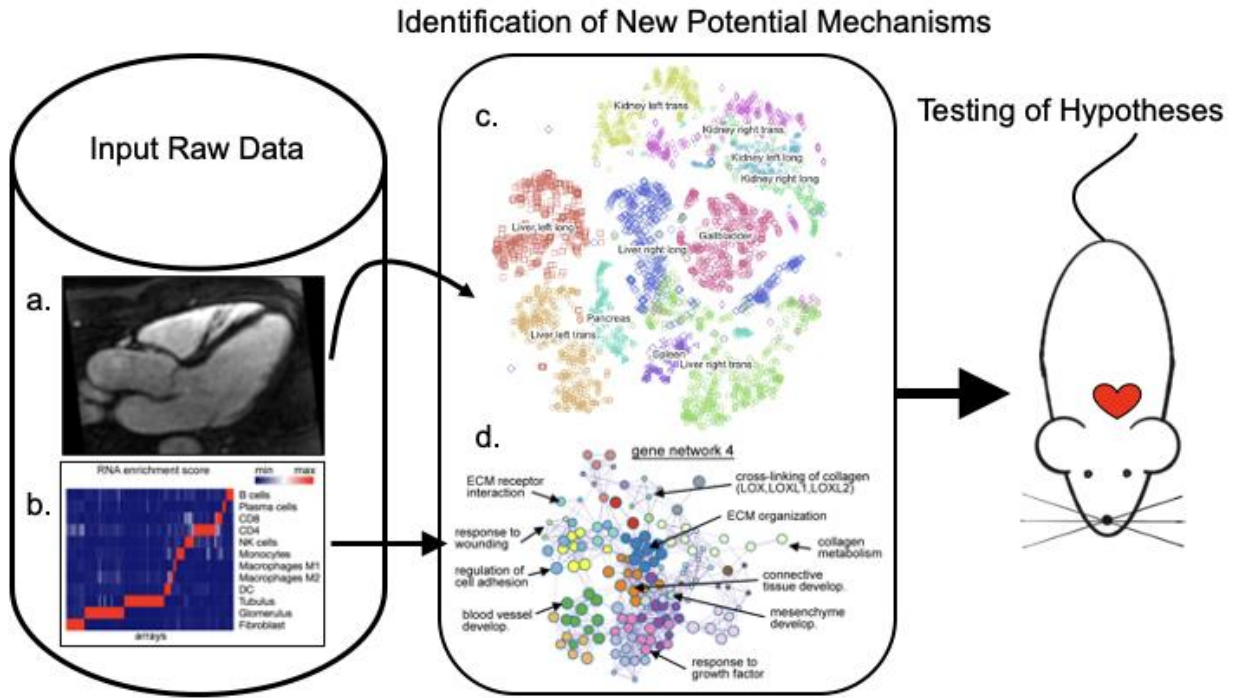 Identification of New Potential Mechanisms
Input Raw Data
Testing of Hypotheses
a.
b.
RNA enrichment score
min
max
B cells
Plasma cells
CD8
CD4
NK cells
Monocytes
Macrophages M1
Macrophages M2
DC
Tubulus
Glomerulus
Fibroblast
arrays
c.
Kidney left trans
Kidney right trans
Kidney left long
Kidney right long
Liver left long
Liver right long
Gallbladder
Pancreas
Liver left trans
Spleen
Liver right trans
d.
gene network 4
ECM receptor
interaction
cross-linking of collagen
(LOX,LOXL1,LOXL2)
ECM organization
response to
wounding
collagen
metabolism
regulation of
cell adhesion
connective
tissue develop.
blood vessel
develop.
mesenchyme
develop.
response to
growth factor